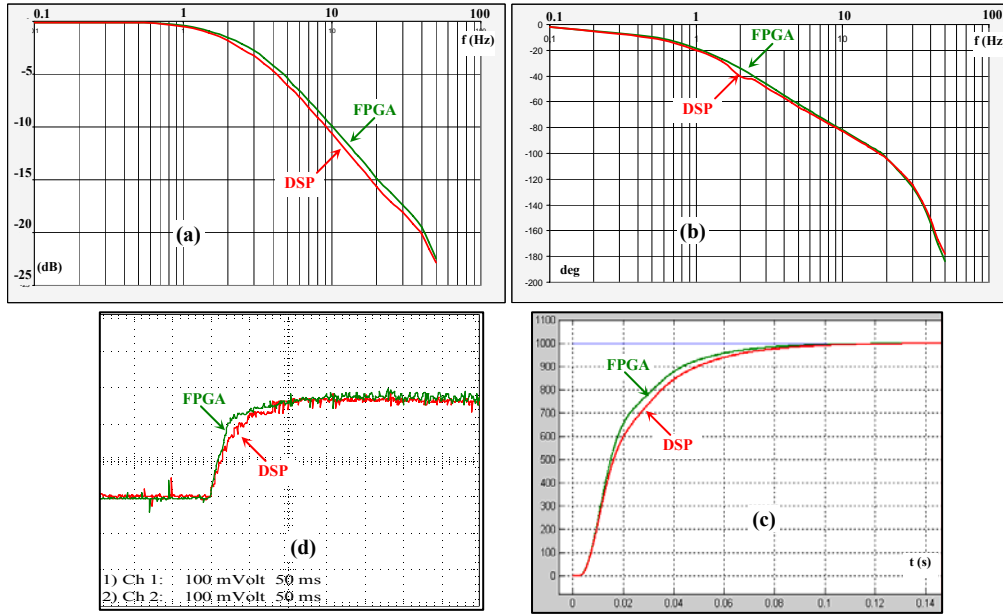 0.1 1 10 100
f (Hz)
-5
FPGA
-10
DSP
-15
-20
(a)
(dB)
-25
0.1 1 10 100
0
f (Hz)
-20
FPGA
-40
DSP
-60
-80
-100
-120
-140
(b)
-160
-180
deg
-200
FPGA
DSP
(d)
1) Ch 1: 100 mVolt 50 ms
2) Ch 2: 100 mVolt 50 ms
1100
1000
900
FPGA
800
700
DSP
600
500
400
300
(c)
200
100
t (s)
0
0 0.02 0.04 0.06 0.08 0.1 0.12 0.14